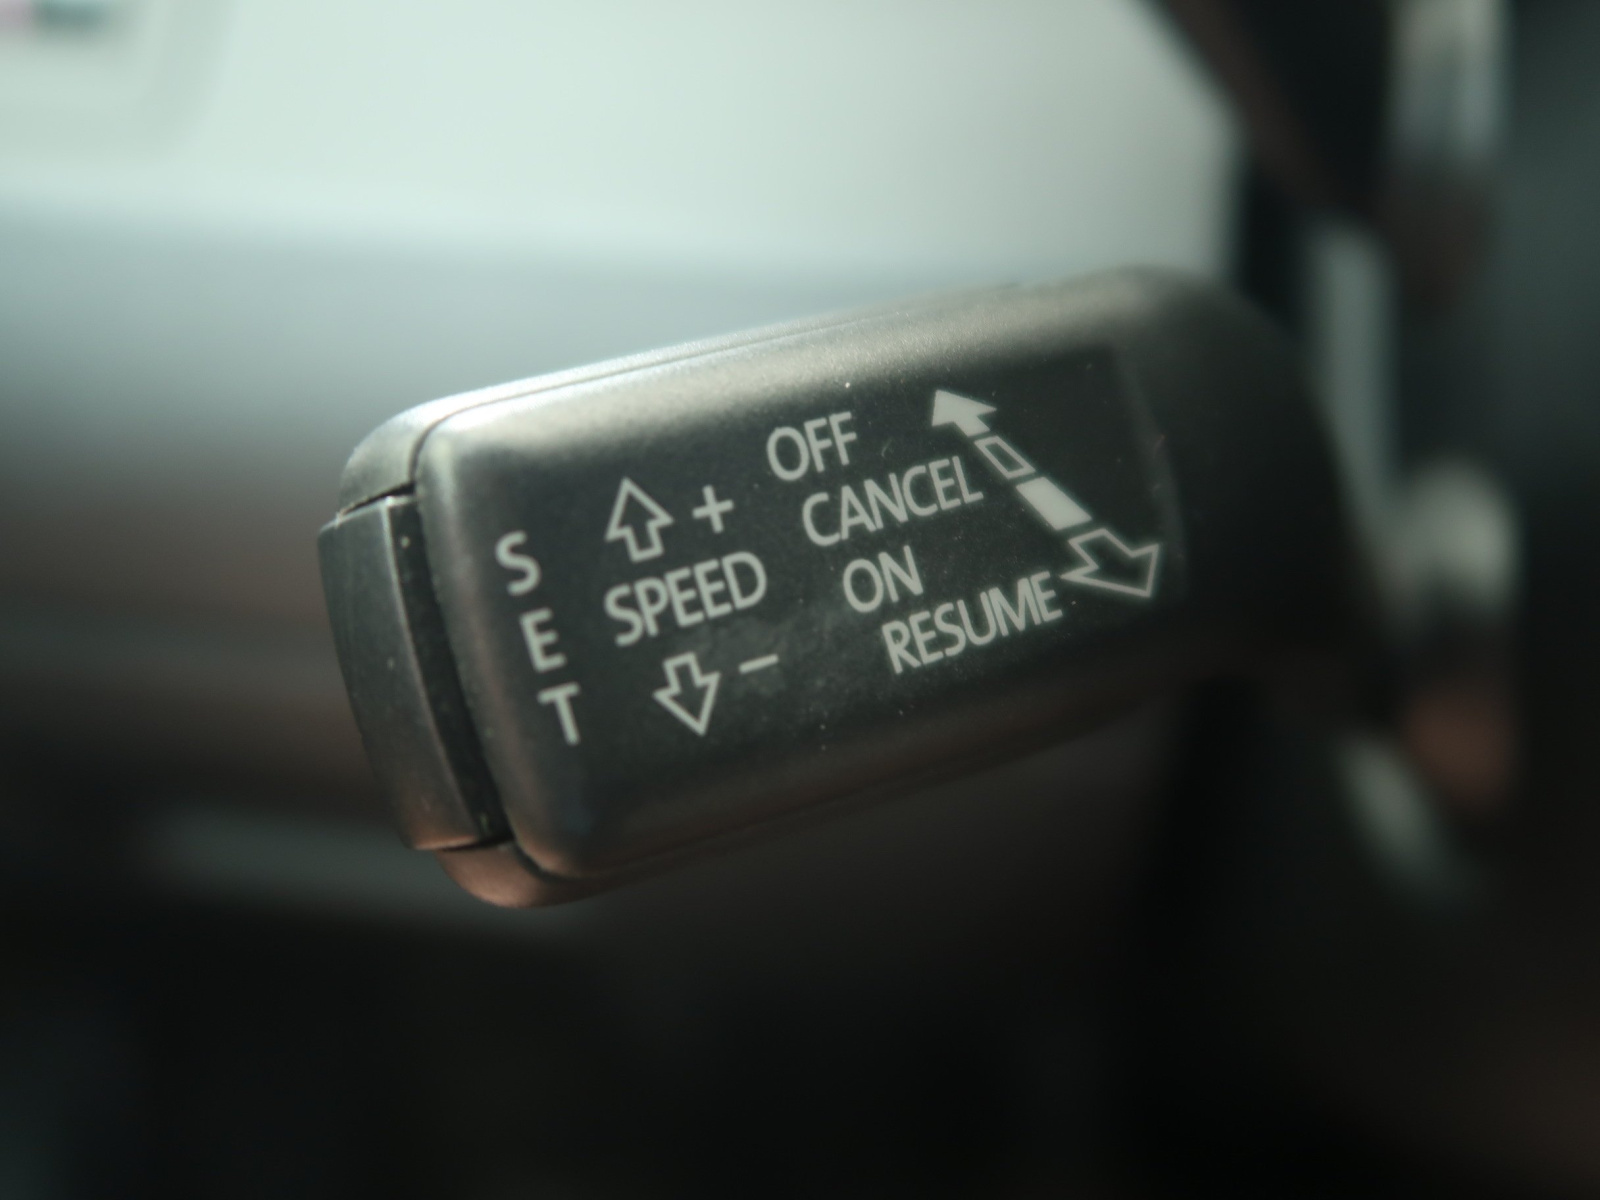 OFF
CANCEL
ON
RESUME
+
SPEED
−
SET